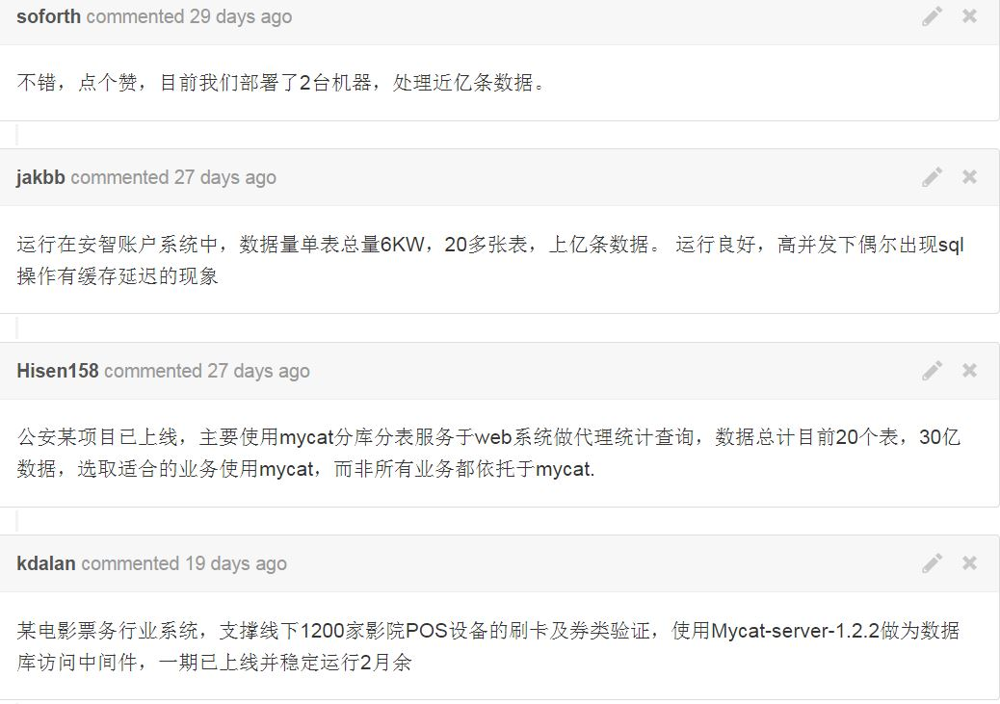 soforth commented 29 days ago
不错，点个赞，目前我们部署了2台机器，处理近亿条数据。
jakbb commented 27 days ago
运行在安智账户系统中，数据量单表总量6KW，20多张表，上亿条数据。 运行良好，高并发下偶尔出现sql
操作有缓存延迟的现象
Hisen158 commented 27 days ago
公安某项目已上线，主要使用mycat分库分表服务于web系统做代理统计查询，数据总计目前20个表，30亿
数据，选取适合的业务使用mycat，而非所有业务都依托于mycat.
kdalan commented 19 days ago
某电影票务行业系统，支撑线下1200家影院POS设备的刷卡及券类验证，使用Mycat-server-1.2.2做为数据
库访问中间件，一期已上线并稳定运行2月余